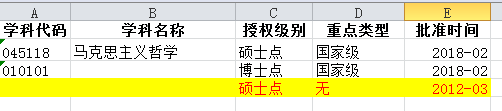 A B C D E
学科代码 学科名称 授权级别 重点类型 批准时间
045118 马克思主义哲学 硕士点 国家级 2018-02
010101 博士点 国家级 2018-02
硕士点 无 2012-03